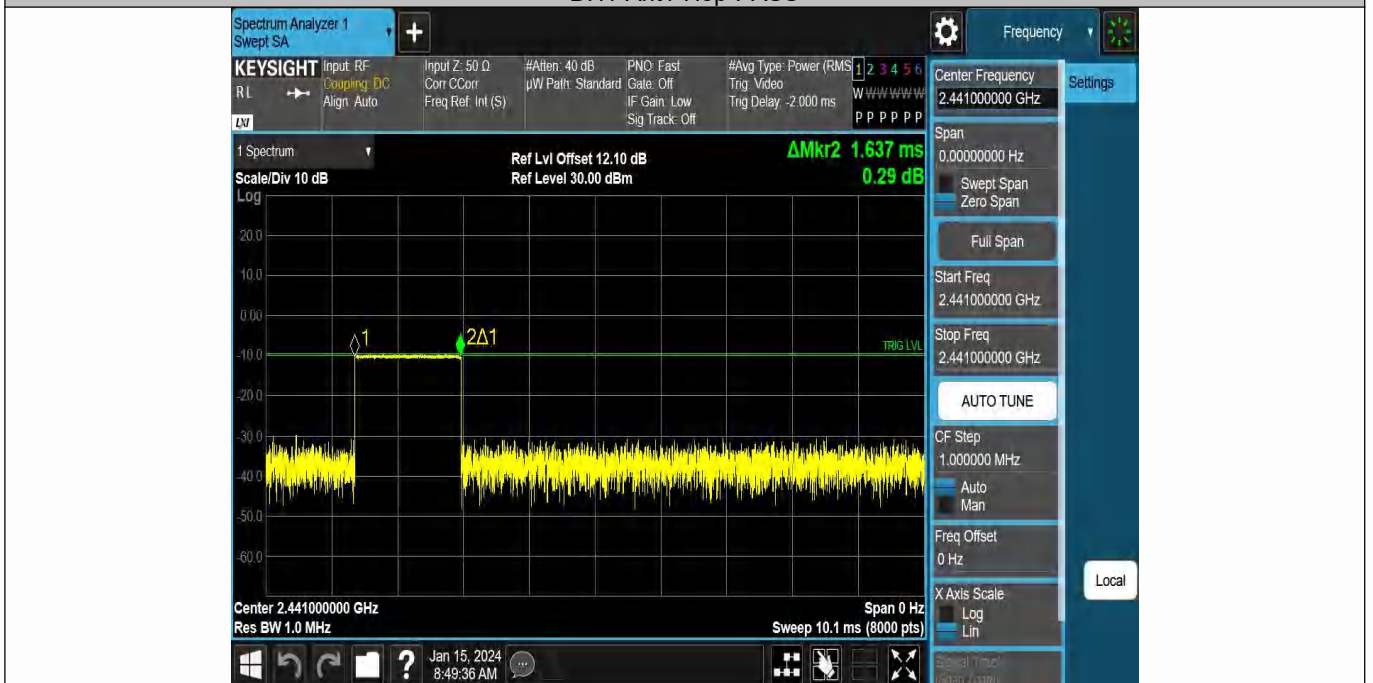 Spectrum Analyzer 1
Swept SA
+
Frequency
KEYSIGHT
R L
LXI
Input: RF
Coupling: DC
Align: Auto
Input Z: 50 Ω
Corr CCorr
Freq Ref: Int (S)
#Atten: 40 dB
µW Path: Standard
PNO: Fast
Gate: Off
IF Gain: Low
Sig Track: Off
#Avg Type: Power (RMS
Trig: Video
Trig Delay: -2.000 ms
1 2 3 4 5 6
W W W W W W
P P P P P P
Center Frequency
2.441000000 GHz
Settings
1 Spectrum
Scale/Div 10 dB
Ref Lvl Offset 12.10 dB
Ref Level 30.00 dBm
ΔMkr2 1.637 ms
0.29 dB
Span
0.00000000 Hz
Swept Span
Zero Span
Full Span
Start Freq
2.441000000 GHz
Stop Freq
2.441000000 GHz
AUTO TUNE
CF Step
1.000000 MHz
Auto
Man
Freq Offset
0 Hz
X Axis Scale
Log
Lin
Local
Log
20.0
10.0
0.00
-10.0
-20.0
-30.0
-40.0
-50.0
-60.0
1
2Δ1
TRIG LVL
Center 2.441000000 GHz
Span 0 Hz
Res BW 1.0 MHz
Sweep 10.1 ms (8000 pts)
?
Jan 15, 2024
8:49:36 AM